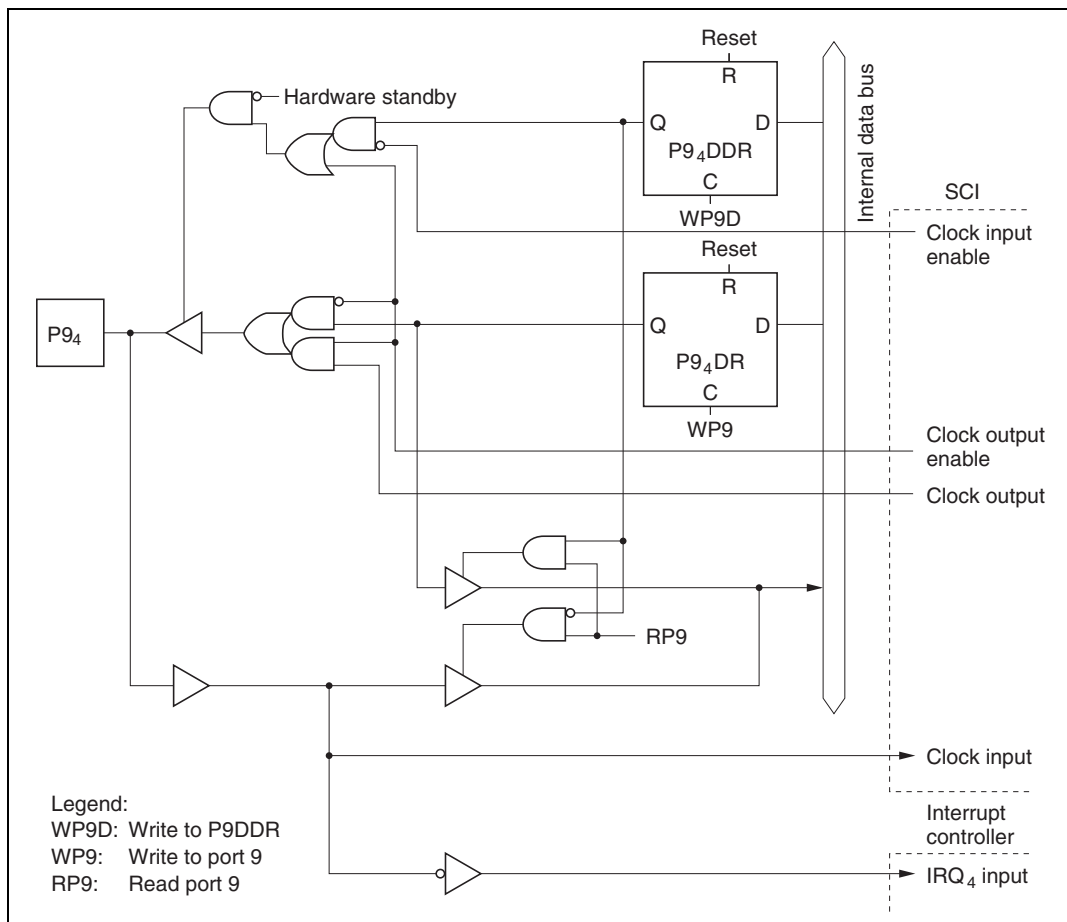 Reset
R
Hardware standby
Q
D
P9₄DDR
C
WP9D
Internal data bus
SCI
Clock input
enable
Reset
R
P9₄
Q
D
P9₄DR
C
WP9
Clock output
enable
Clock output
RP9
Clock input
Legend:
WP9D: Write to P9DDR
WP9: Write to port 9
RP9: Read port 9
Interrupt
controller
IRQ₄ input